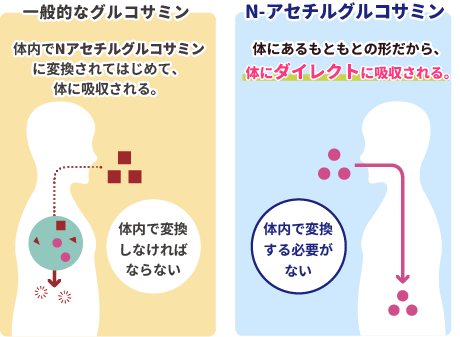 一般的なグルコサミン
体内でNアセチルグルコサミン
に変換されてはじめて、
体に吸収される。
体内で変換
しなければ
ならない
N-アセチルグルコサミン
体にあるもともとの形だから、
体にダイレクトに吸収される。
体内で変換
する必要が
ない